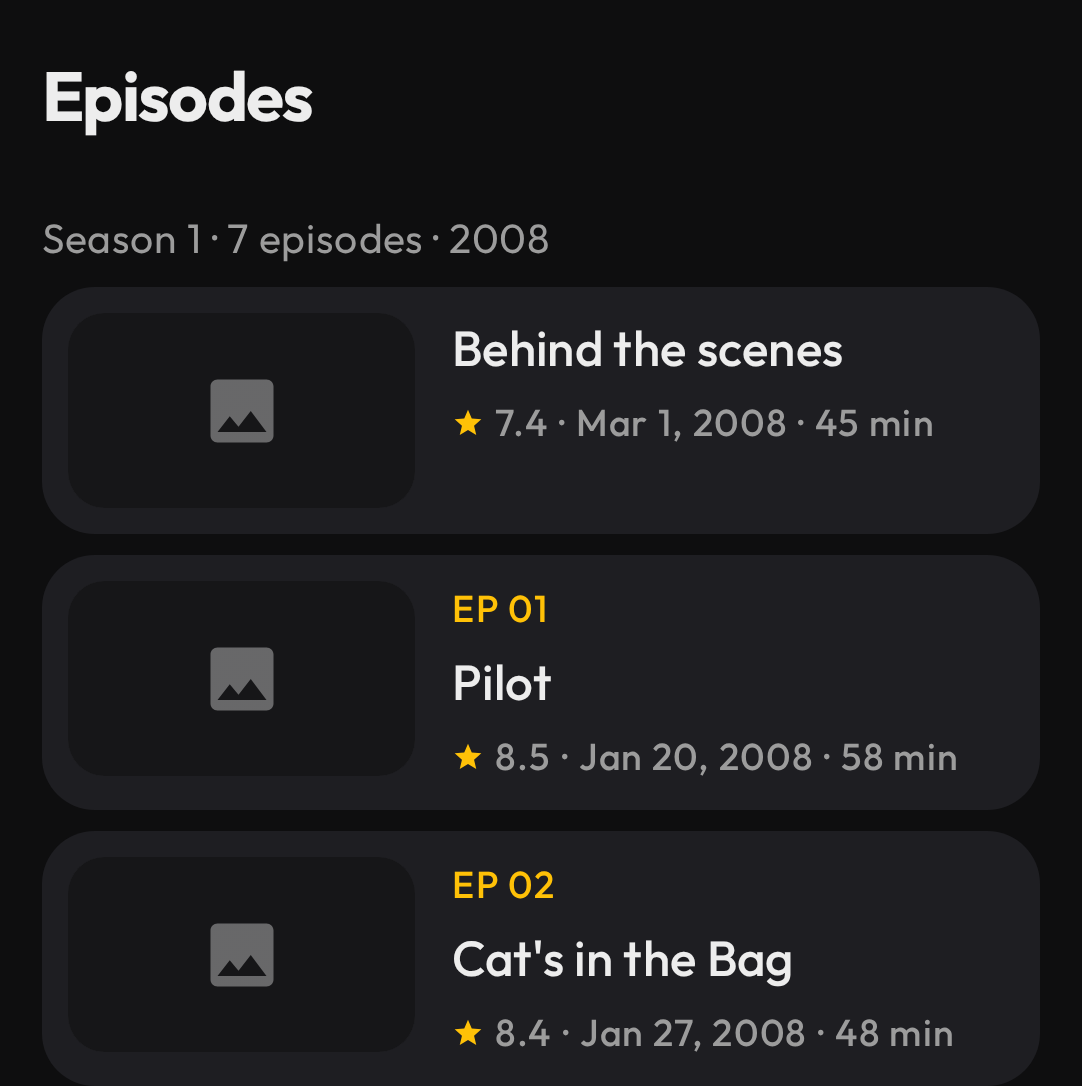 Episodes
Season 1 · 7 episodes · 2008
Behind the scenes
7.4 · Mar 1, 2008 · 45 min
EP 01
Pilot
8.5 · Jan 20, 2008 · 58 min
EP 02
Cat's in the Bag
8.4 · Jan 27, 2008 · 48 min